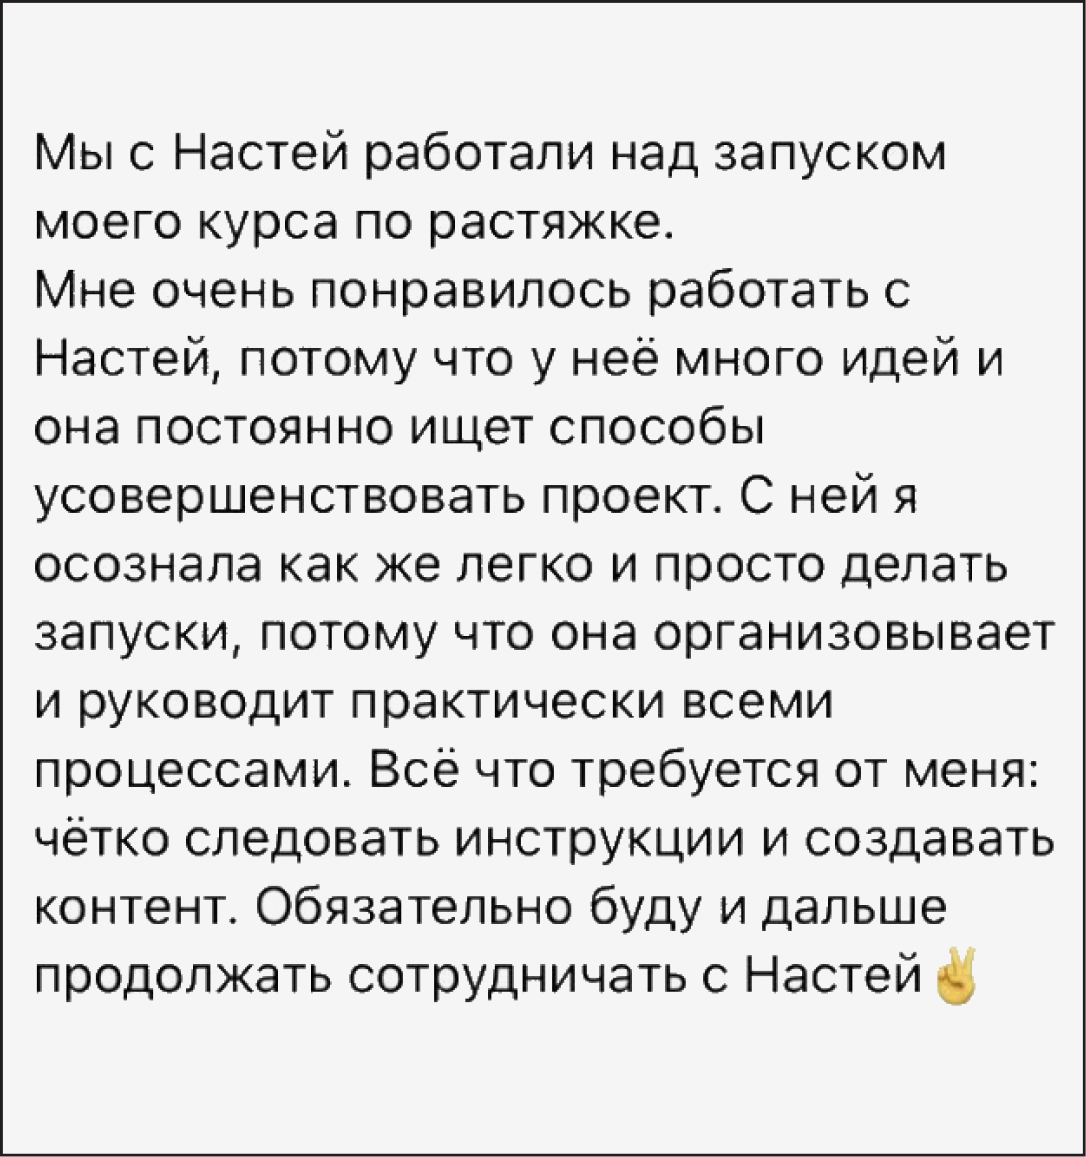 Мы с Настей работали над запуском
моего курса по растяжке.
Мне очень понравилось работать с
Настей, потому что у неё много идей и
она постоянно ищет способы
усовершенствовать проект. С ней я
осознала как же легко и просто делать
запуски, потому что она организовывает
и руководит практически всеми
процессами. Всё что требуется от меня:
чётко следовать инструкции и создавать
контент. Обязательно буду и дальше
продолжать сотрудничать с Настей✌️